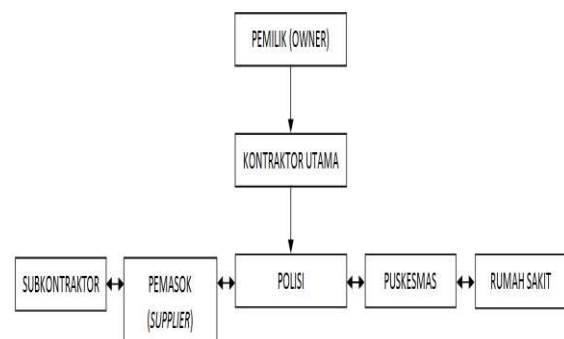 PEMILIK (OWNER)
KONTRAKTOR UTAMA
SUBKONTRAKTOR
PEMASOK
(SUPPLIER)
POLISI
PUSKESMAS
RUMAH SAKIT